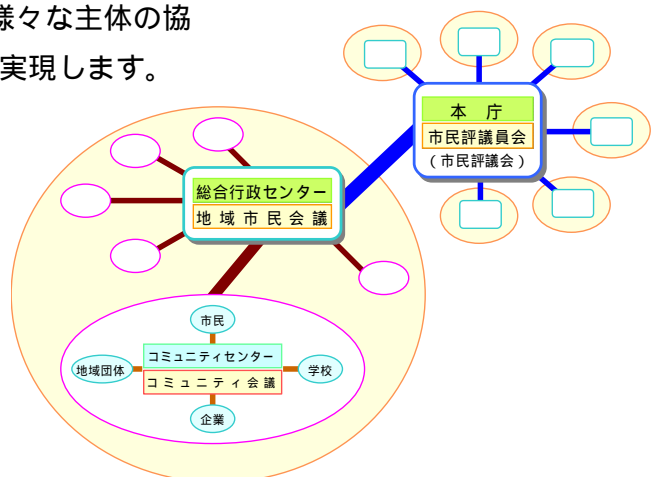 様々な主体の協
実現します。
本 庁
市民評議員会
(市民評議会)
総合行政センター
地 域 市 民 会 議
市民
コミュニティセンター
地域団体
学校
コ ミ ュ ニ テ ィ 会 議
企業